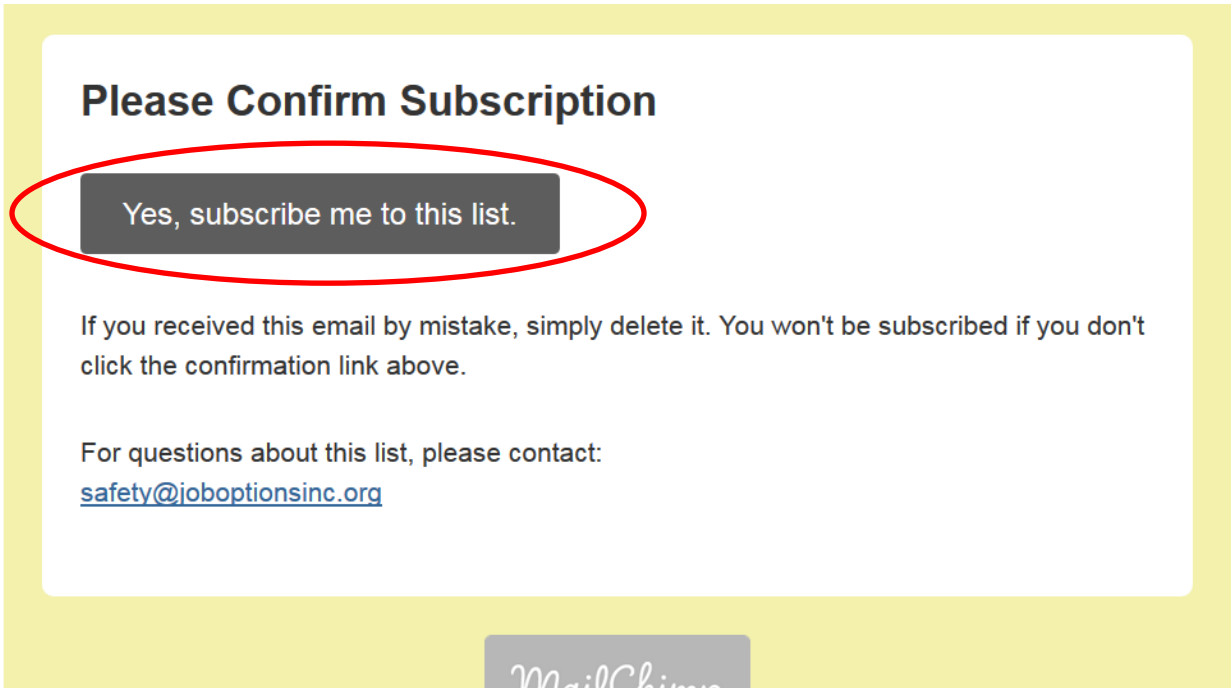 Please Confirm Subscription
Yes, subscribe me to this list.
If you received this email by mistake, simply delete it. You won't be subscribed if you don't
click the confirmation link above.
For questions about this list, please contact:
safety@joboptionsinc.org
MailChimp